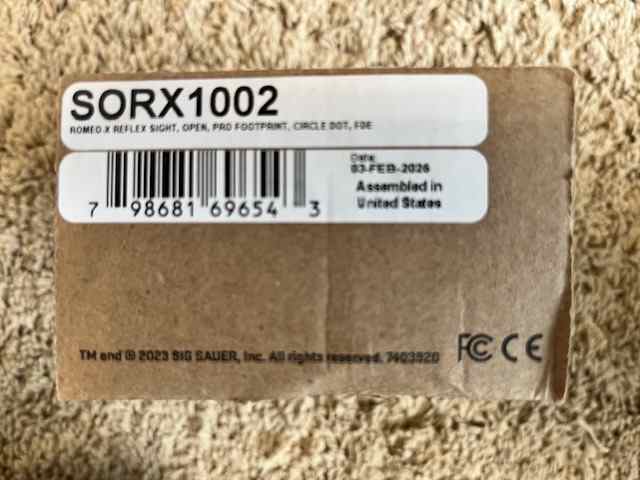 SORX1002
ROMEO-X REFLEX SIGHT, OPEN, PRO FOOTPRINT, CIRCLE DOT, FDE
7 98681 69654 3
Date:
03-FEB-2026
Assembled in
United States
TM and © 2023 SIG SAUER, Inc. All rights reserved. 7403920
FC CE